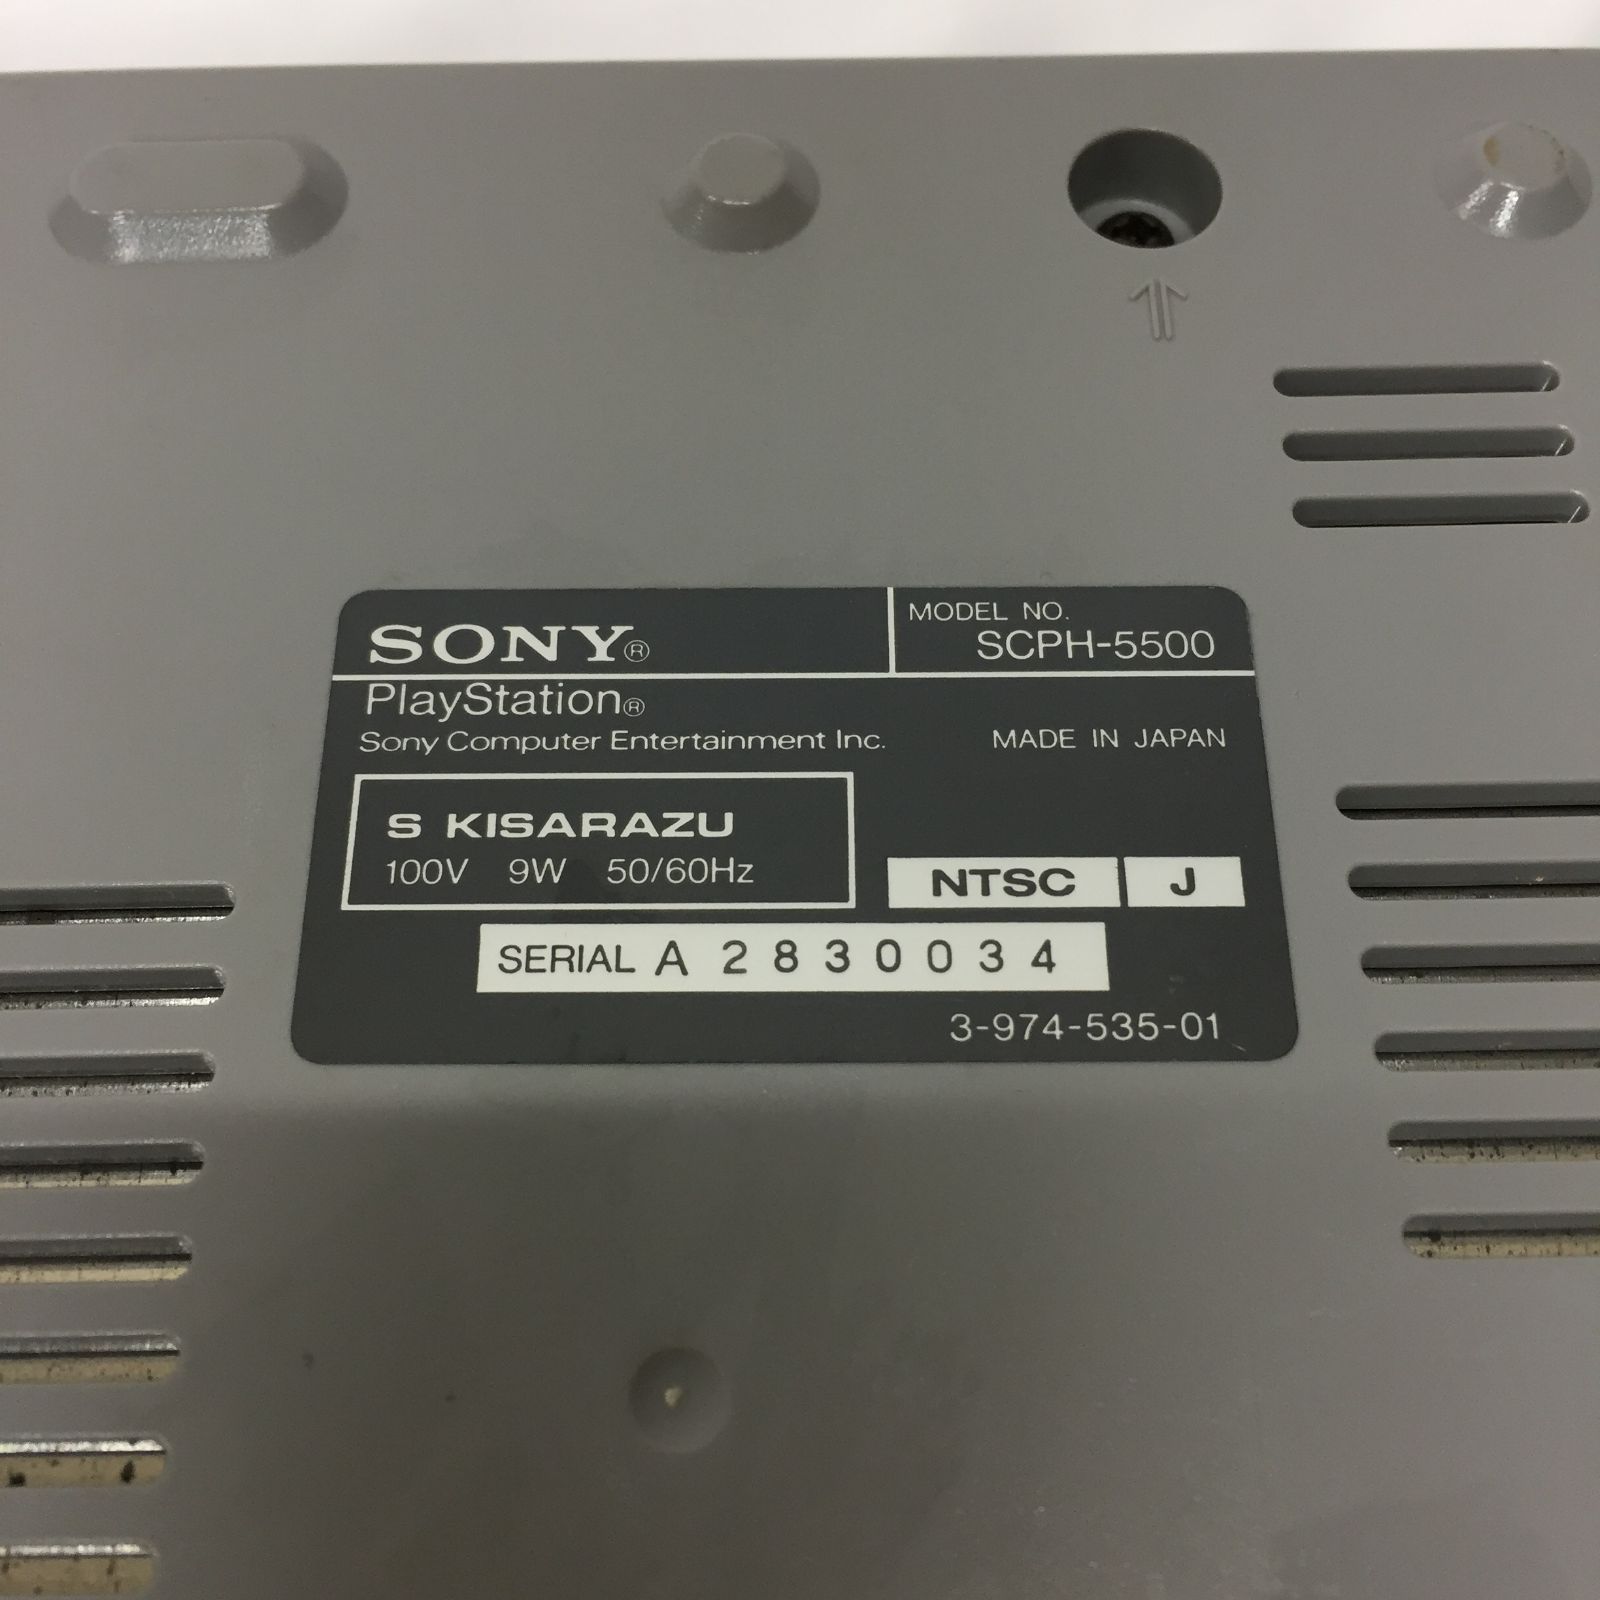 SONY®
MODEL NO.
SCPH-5500
PlayStation®
Sony Computer Entertainment Inc.
MADE IN JAPAN
S KISARAZU
100V 9W 50/60Hz
NTSC J
SERIAL A 2830034
3-974-535-01